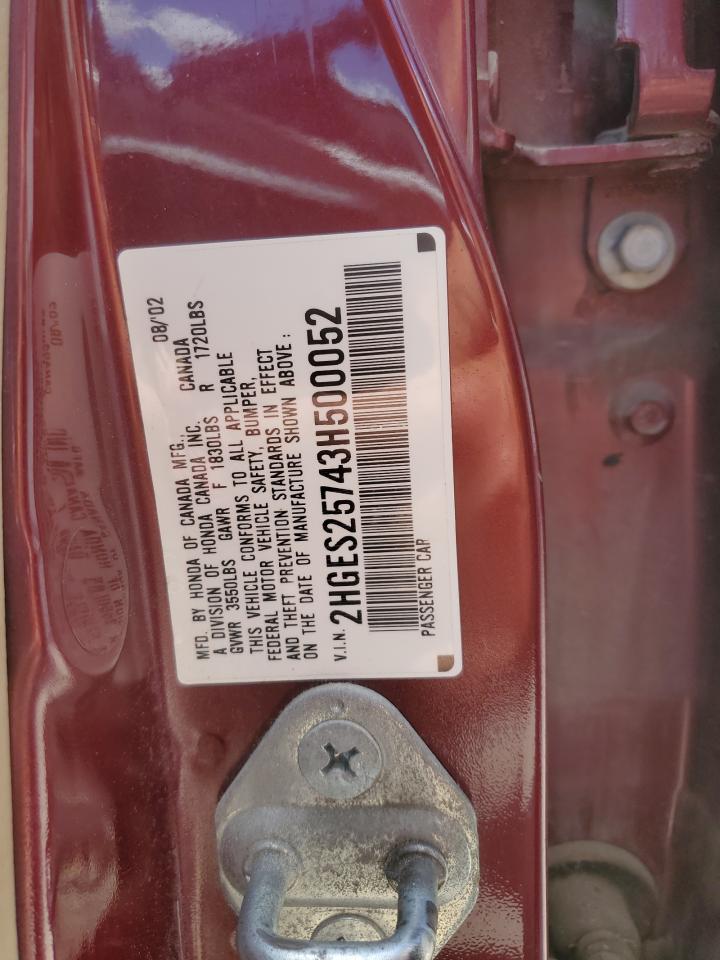 MFD. BY HONDA OF CANADA MFG. 08/'02
A DIVISION OF HONDA CANADA INC. CANADA
GVWR 3550LBS GAWR F 1830LBS R 1720LBS
THIS VEHICLE CONFORMS TO ALL APPLICABLE
FEDERAL MOTOR VEHICLE SAFETY, BUMPER,
AND THEFT PREVENTION STANDARDS IN EFFECT
ON THE DATE OF MANUFACTURE SHOWN ABOVE :
V.I.N. 2HGES25743H500052
PASSENGER CAR